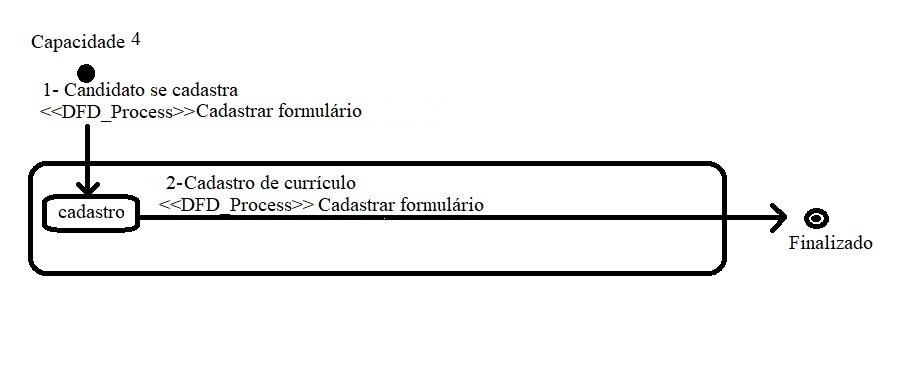 Capacidade 4
1- Candidato se cadastra
<<DFD_Process>>Cadastrar formulário
2-Cadastro de currículo
<<DFD_Process>> Cadastrar formulário
cadastro
Finalizado